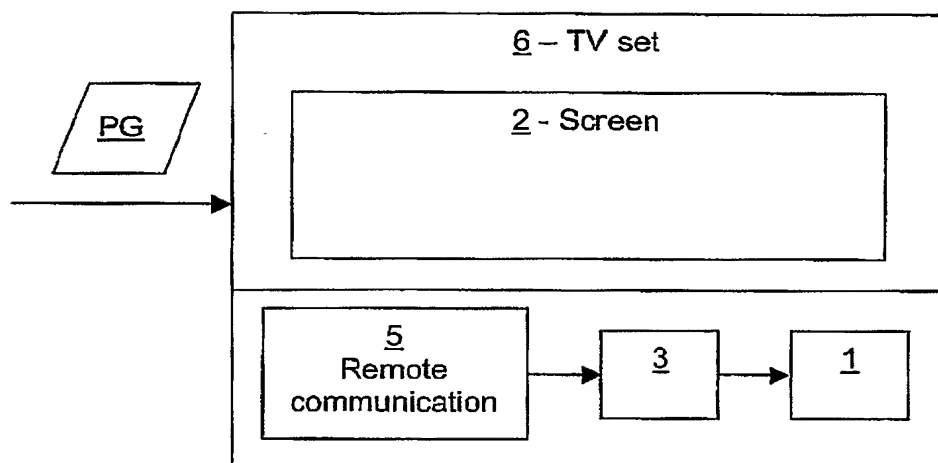 6 – TV set
PG
2 - Screen
5
Remote
communication
3
1